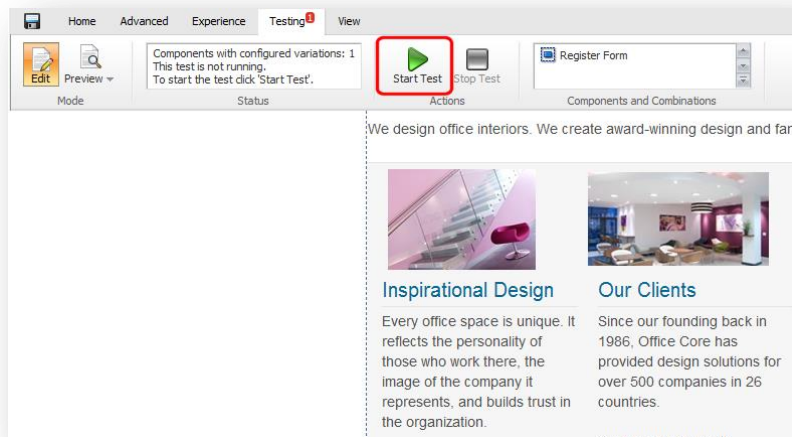 Home Advanced Experience Testing 1 View
Components with configured variations: 1
This test is not running.
To start the test click 'Start Test'.
Edit Preview Start Test Stop Test Register Form
Mode Status Actions Components and Combinations
We design office interiors. We create award-winning design and far
Inspirational Design
Every office space is unique. It
reflects the personality of
those who work there, the
image of the company it
represents, and builds trust in
the organization.
Our Clients
Since our founding back in
1986, Office Core has
provided design solutions for
over 500 companies in 26
countries.